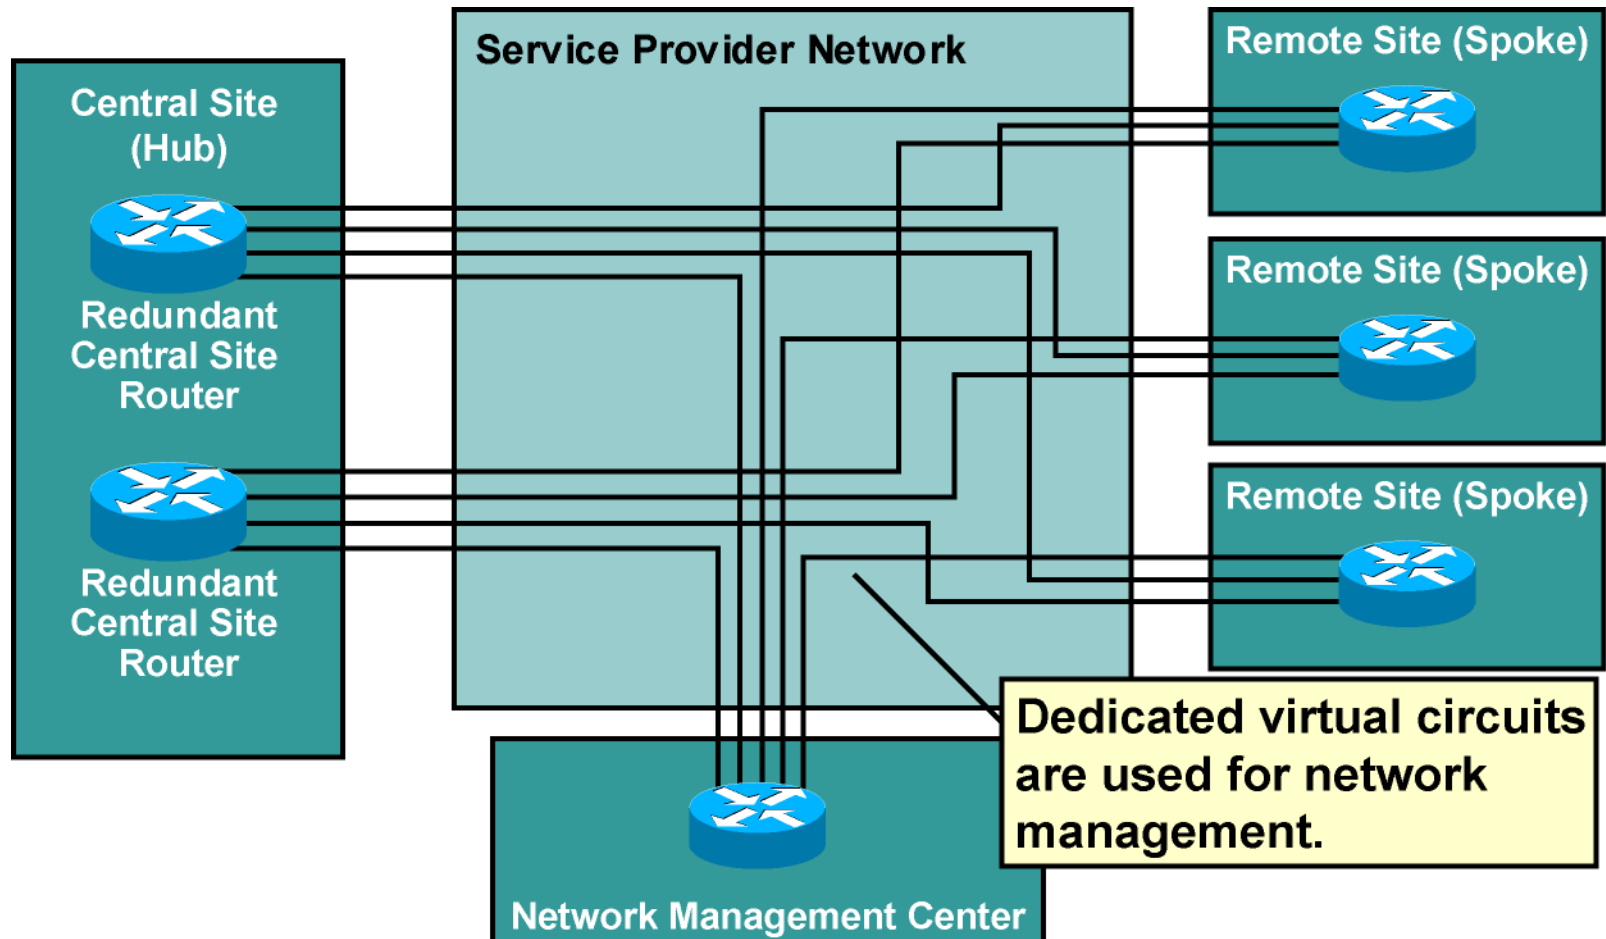 Service Provider Network
Central Site
(Hub)
Redundant
Central Site
Router
Redundant
Central Site
Router
Remote Site (Spoke)
Remote Site (Spoke)
Remote Site (Spoke)
Dedicated virtual circuits
are used for network
management.
Network Management Center